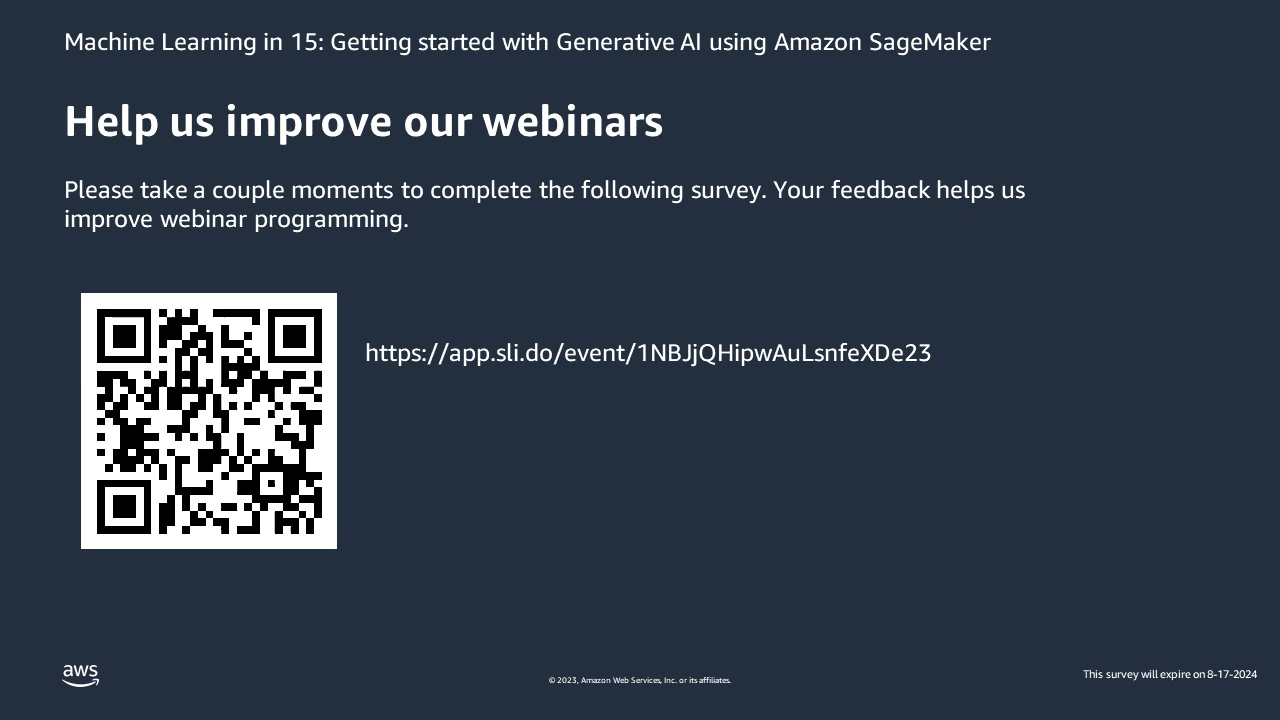 Machine Learning in 15: Getting started with Generative AI using Amazon SageMaker
Help us improve our webinars
Please take a couple moments to complete the following survey. Your feedback helps us
improve webinar programming.
https://app.sli.do/event/1NBJjQHipwAuLsnfeXDe23
aws
© 2023, Amazon Web Services, Inc. or its affiliates.
This survey will expire on 8-17-2024